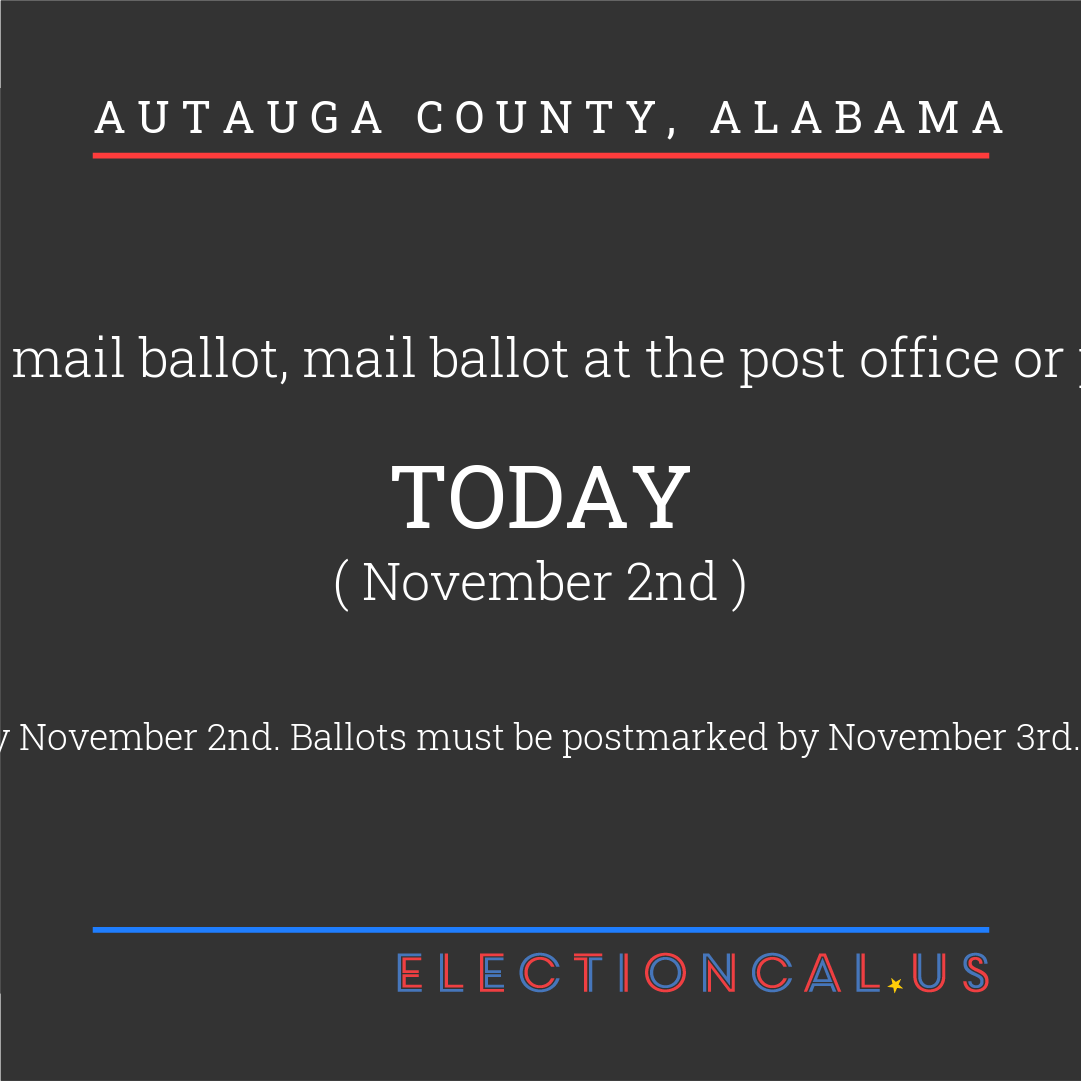 AUTAUGA COUNTY, ALABAMA
mail ballot, mail ballot at the post office or
TODAY
( November 2nd )
November 2nd. Ballots must be postmarked by November 3rd.
ELECTIONCAL.US